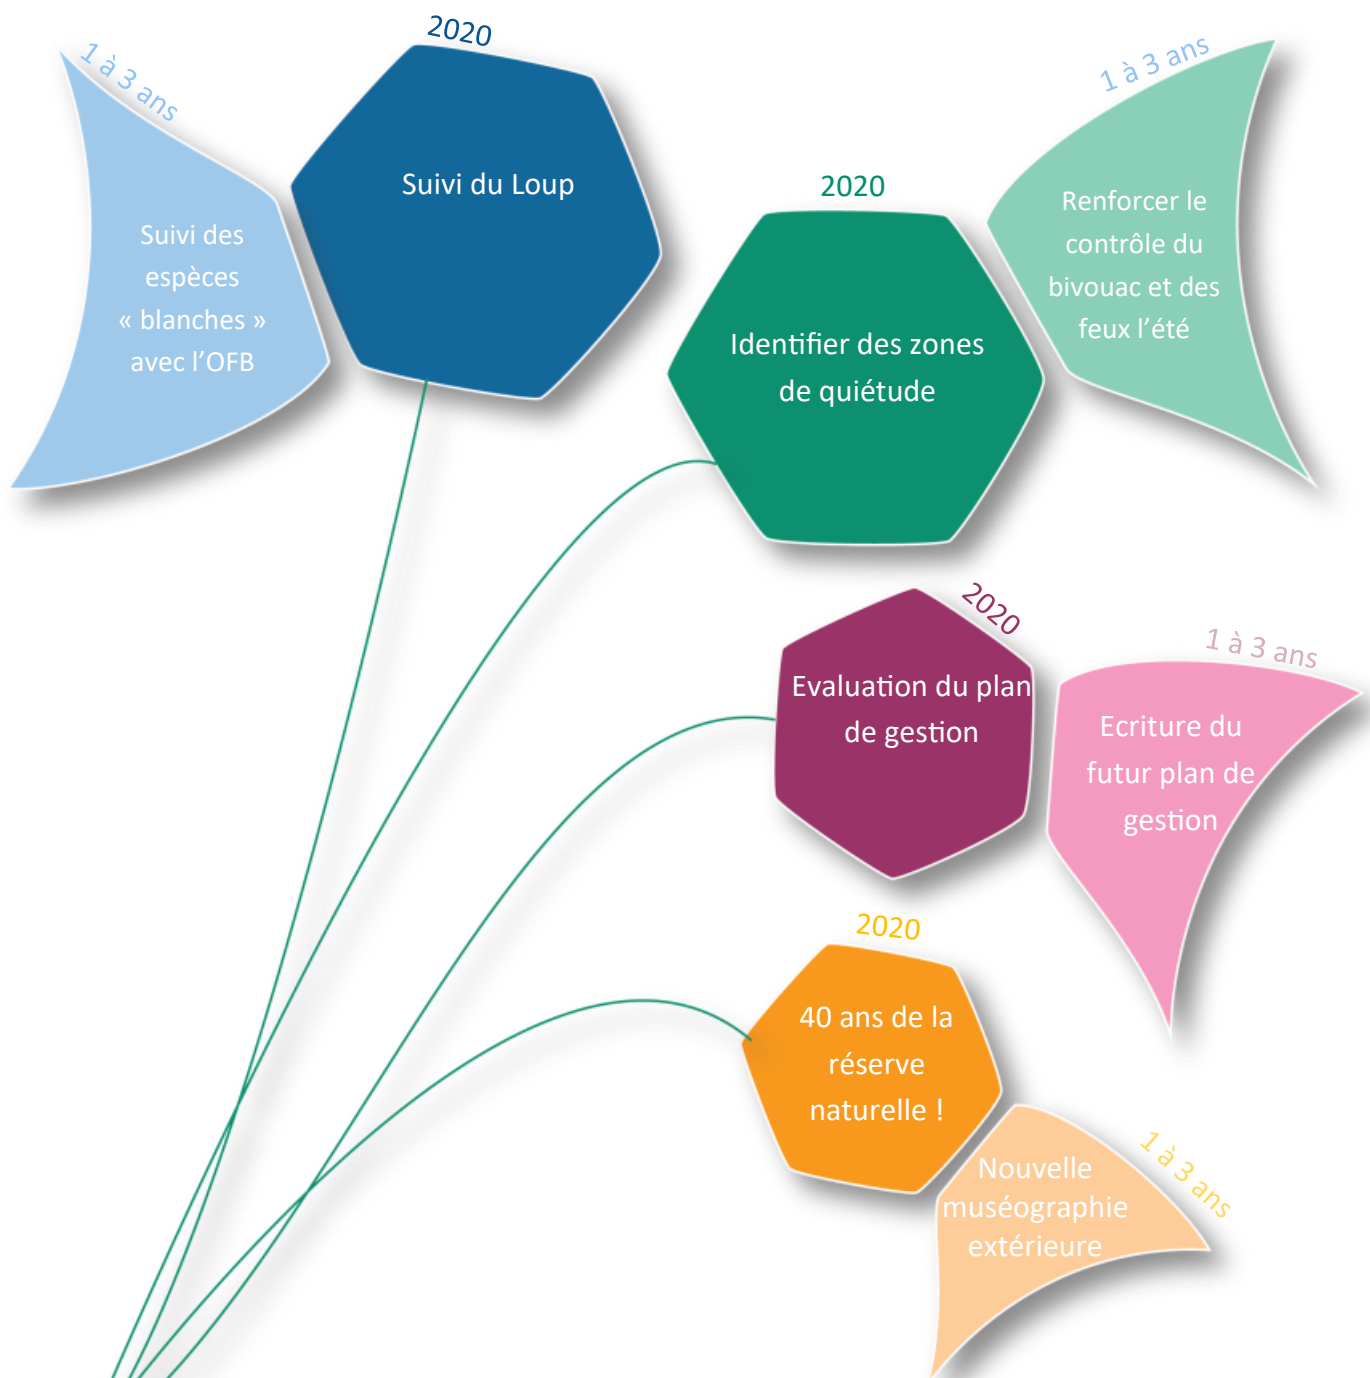 2020
1 à 3 ans
Suivi du Loup
Suivi des
espèces
« blanches »
avec l’OFB
1 à 3 ans
2020
Renforcer le
contrôle du
bivouac et des
feux l’été
Identifier des zones
de quiétude
2020
1 à 3 ans
Evaluation du plan
de gestion
Ecriture du
futur plan de
gestion
2020
40 ans de la
réserve
naturelle !
1 à 3 ans
Nouvelle
muséographie
extérieure